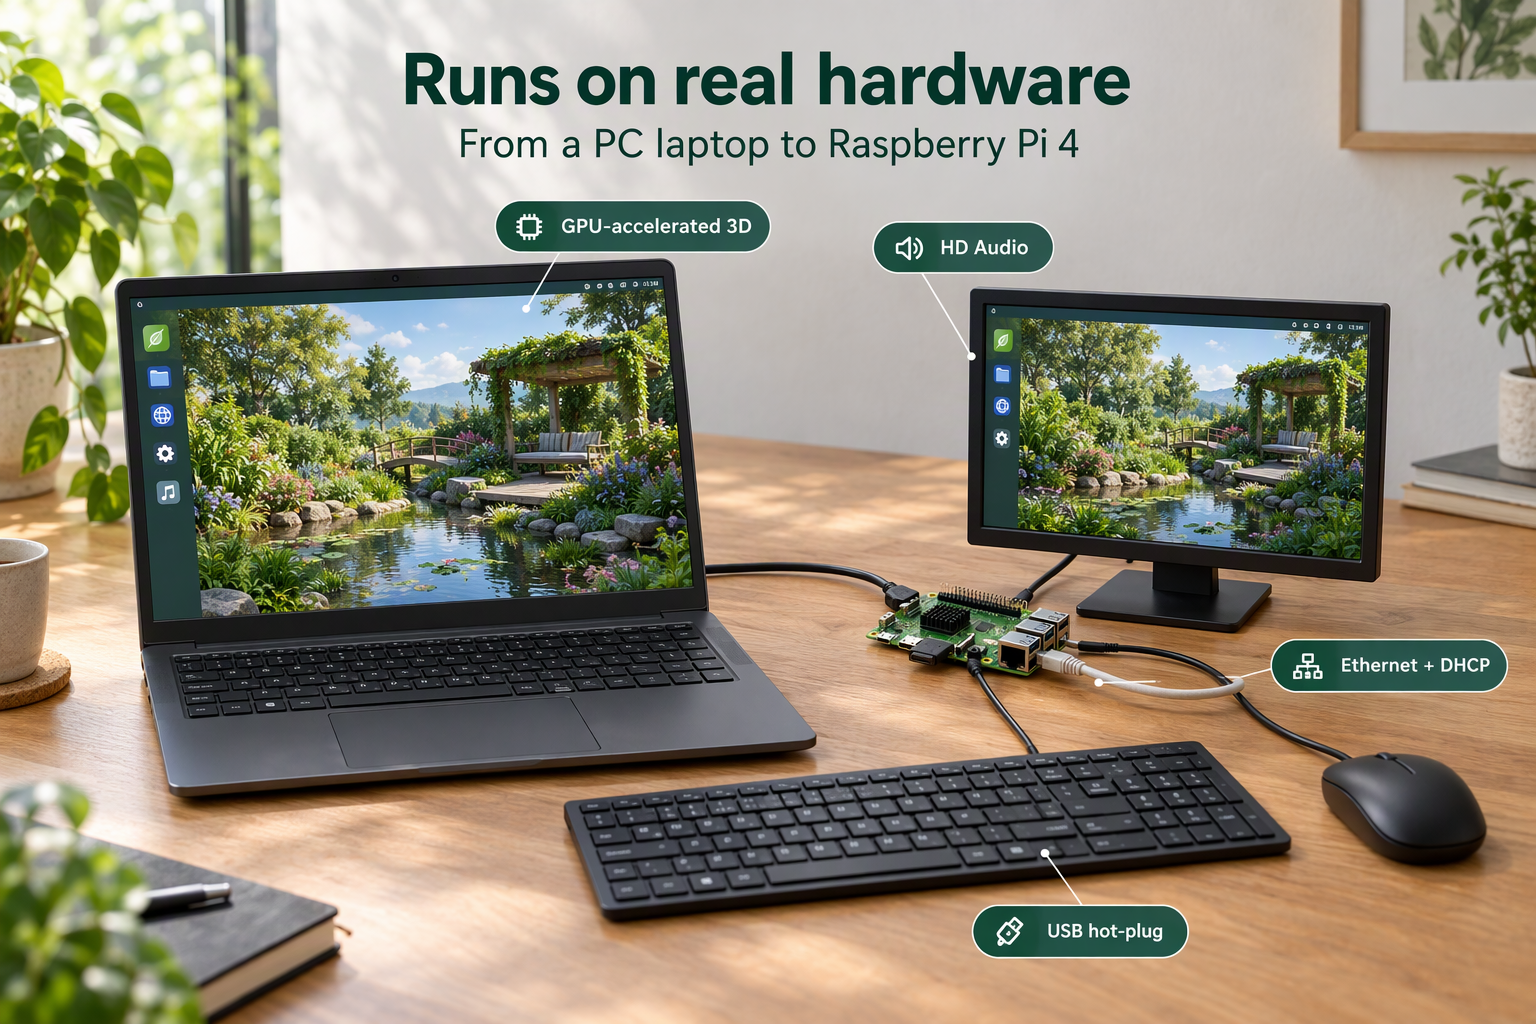 Runs on real hardware
From a PC laptop to Raspberry Pi 4
GPU-accelerated 3D
HD Audio
Ethernet + DHCP
USB hot-plug